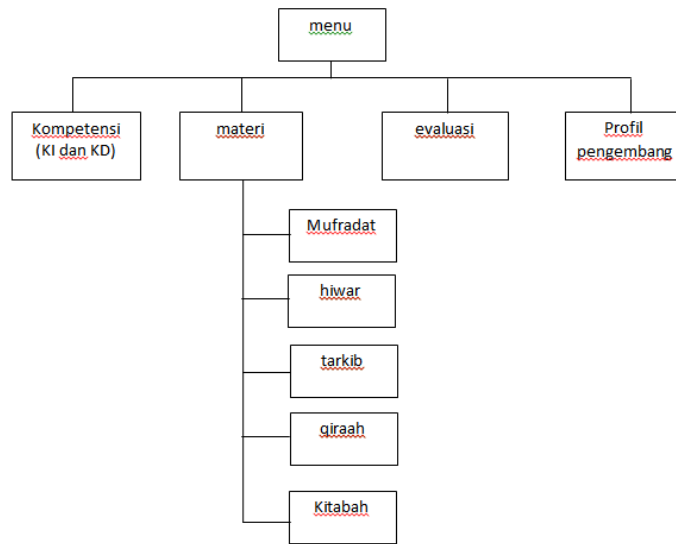 menu
Kompetensi
(KI dan KD)
materi
evaluasi
Profil
pengembang
Mufradat
hiwar
tarkib
qiraah
Kitabah